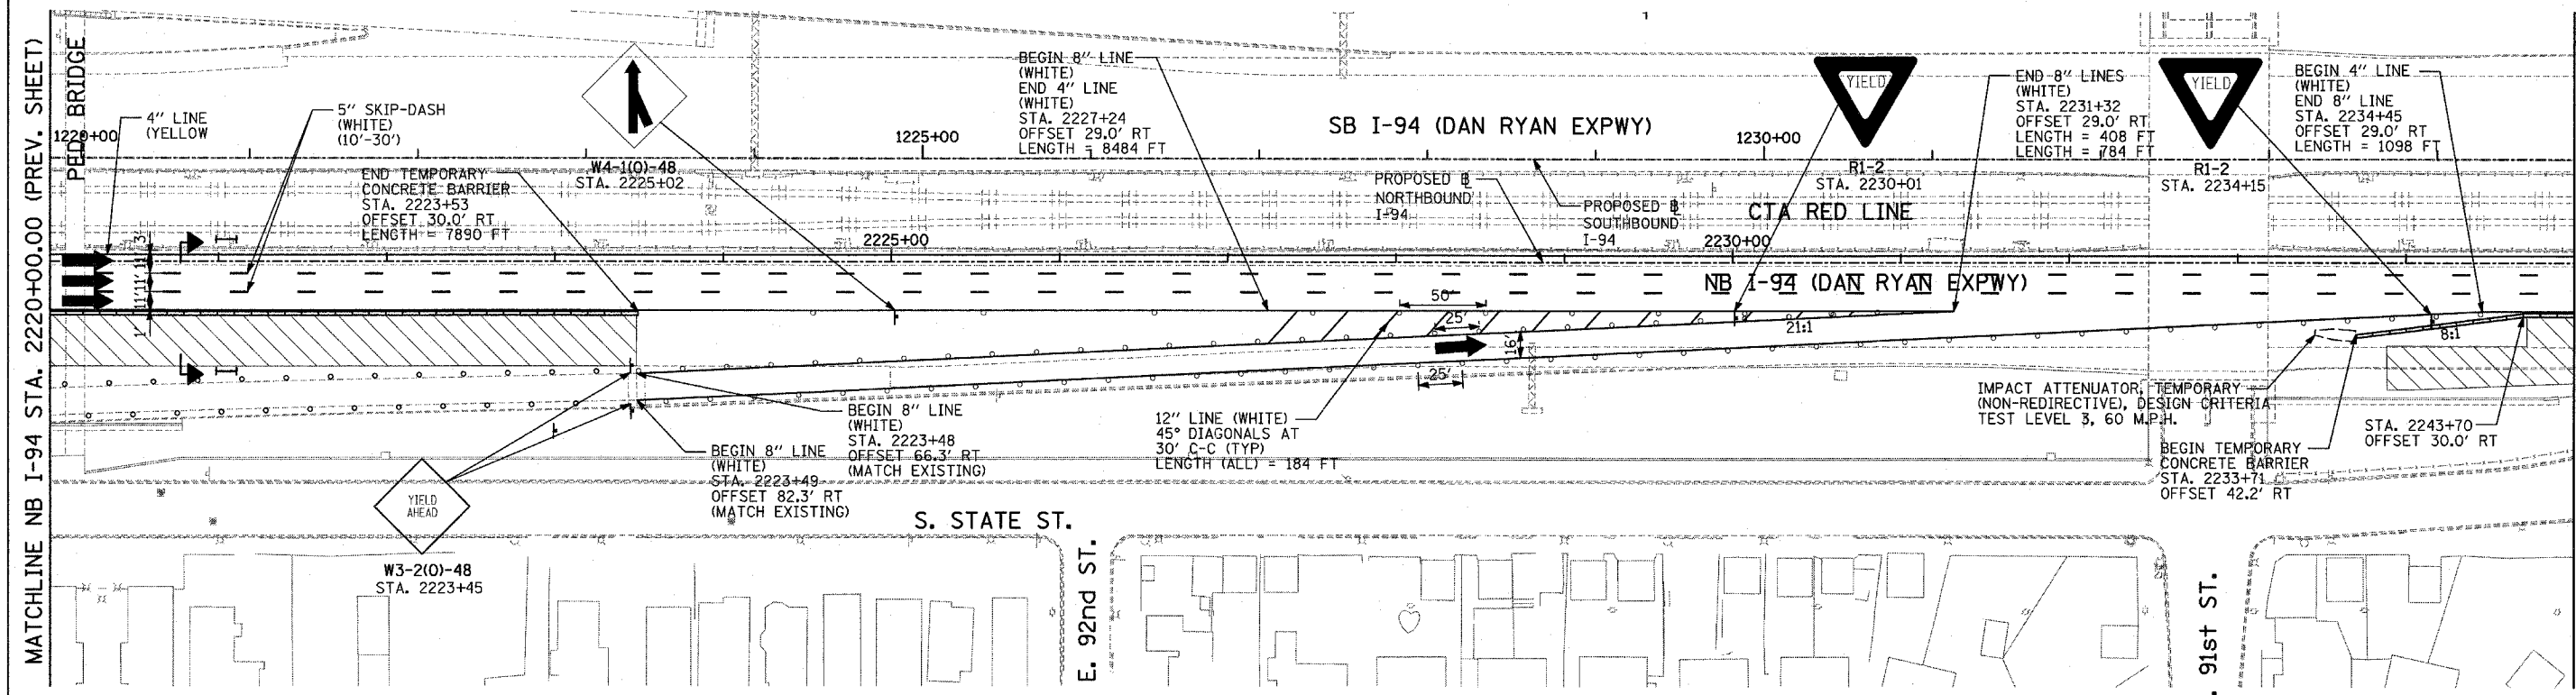 MATCHLINE NB I-94 STA. 2220+00.00 (PREV. SHEET)
PED BRIDGE
1220+00
4" LINE
(YELLOW
5" SKIP-DASH
(WHITE)
(10'-30')
END TEMPORARY
CONCRETE BARRIER
STA. 2223+53
OFFSET 30.0' RT
LENGTH = 7890 FT
W4-1(O)-48
STA. 2225+02
1225+00
2225+00
BEGIN 8" LINE
(WHITE)
END 4" LINE
(WHITE)
STA. 2227+24
OFFSET 29.0' RT
LENGTH = 8484 FT
SB I-94 (DAN RYAN EXPWY)
1230+00
PROPOSED B
NORTHBOUND
I-94
PROPOSED B
SOUTHBOUND
I-94
YIELD
R1-2
STA. 2230+01
CTA RED LINE
2230+00
NB I-94 (DAN RYAN EXPWY)
END 8" LINES
(WHITE)
STA. 2231+32
OFFSET 29.0' RT
LENGTH = 408 FT
LENGTH = 784 FT
YIELD
R1-2
STA. 2234+15
BEGIN 4" LINE
(WHITE)
END 8" LINE
STA. 2234+45
OFFSET 29.0' RT
LENGTH = 1098 FT
3'
11'
11'
11'
1'
1
1
50'
25'
16'
25'
21:1
8:1
YIELD
AHEAD
W3-2(O)-48
STA. 2223+45
BEGIN 8" LINE
(WHITE)
STA. 2223+49
OFFSET 82.3' RT
(MATCH EXISTING)
BEGIN 8" LINE
(WHITE)
STA. 2223+48
OFFSET 66.3' RT
(MATCH EXISTING)
12" LINE (WHITE)
45° DIAGONALS AT
30' C-C (TYP)
LENGTH (ALL) = 184 FT
IMPACT ATTENUATOR, TEMPORARY
(NON-REDIRECTIVE), DESIGN CRITERIA
TEST LEVEL 3, 60 M.P.H.
BEGIN TEMPORARY
CONCRETE BARRIER
STA. 2233+71
OFFSET 42.2' RT
STA. 2243+70
OFFSET 30.0' RT
S. STATE ST.
E. 92nd ST.
. 91st ST.